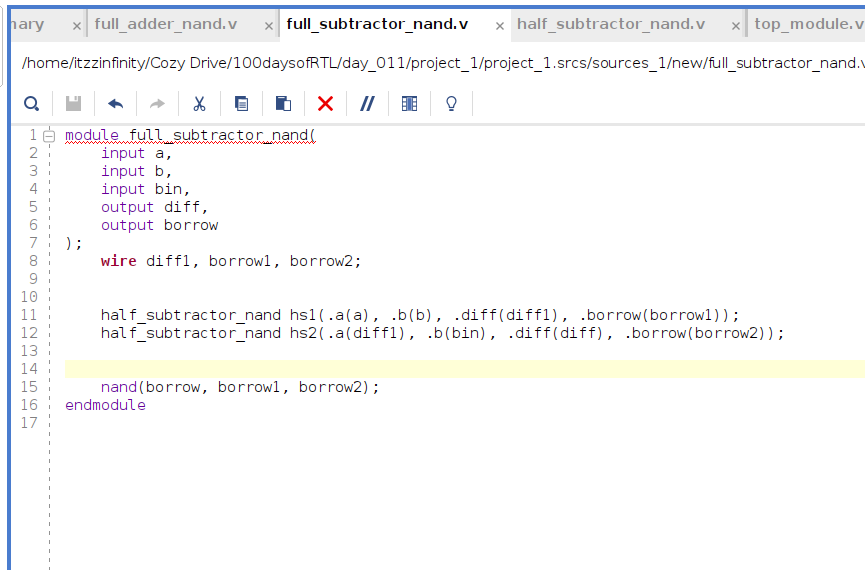 nary × full_adder_nand.v × full_subtractor_nand.v × half_subtractor_nand.v × top_module.v
/home/itzzinfinity/Cozy Drive/100daysofRTL/day_011/project_1/project_1.srcs/sources_1/new/full_subtractor_nand.v
1 module full_subtractor_nand(
2 input a,
3 input b,
4 input bin,
5 output diff,
6 output borrow
7 );
8 wire diff1, borrow1, borrow2;
9
10
11 half_subtractor_nand hs1(.a(a), .b(b), .diff(diff1), .borrow(borrow1));
12 half_subtractor_nand hs2(.a(diff1), .b(bin), .diff(diff), .borrow(borrow2));
13
14
15 nand(borrow, borrow1, borrow2);
16 endmodule
17